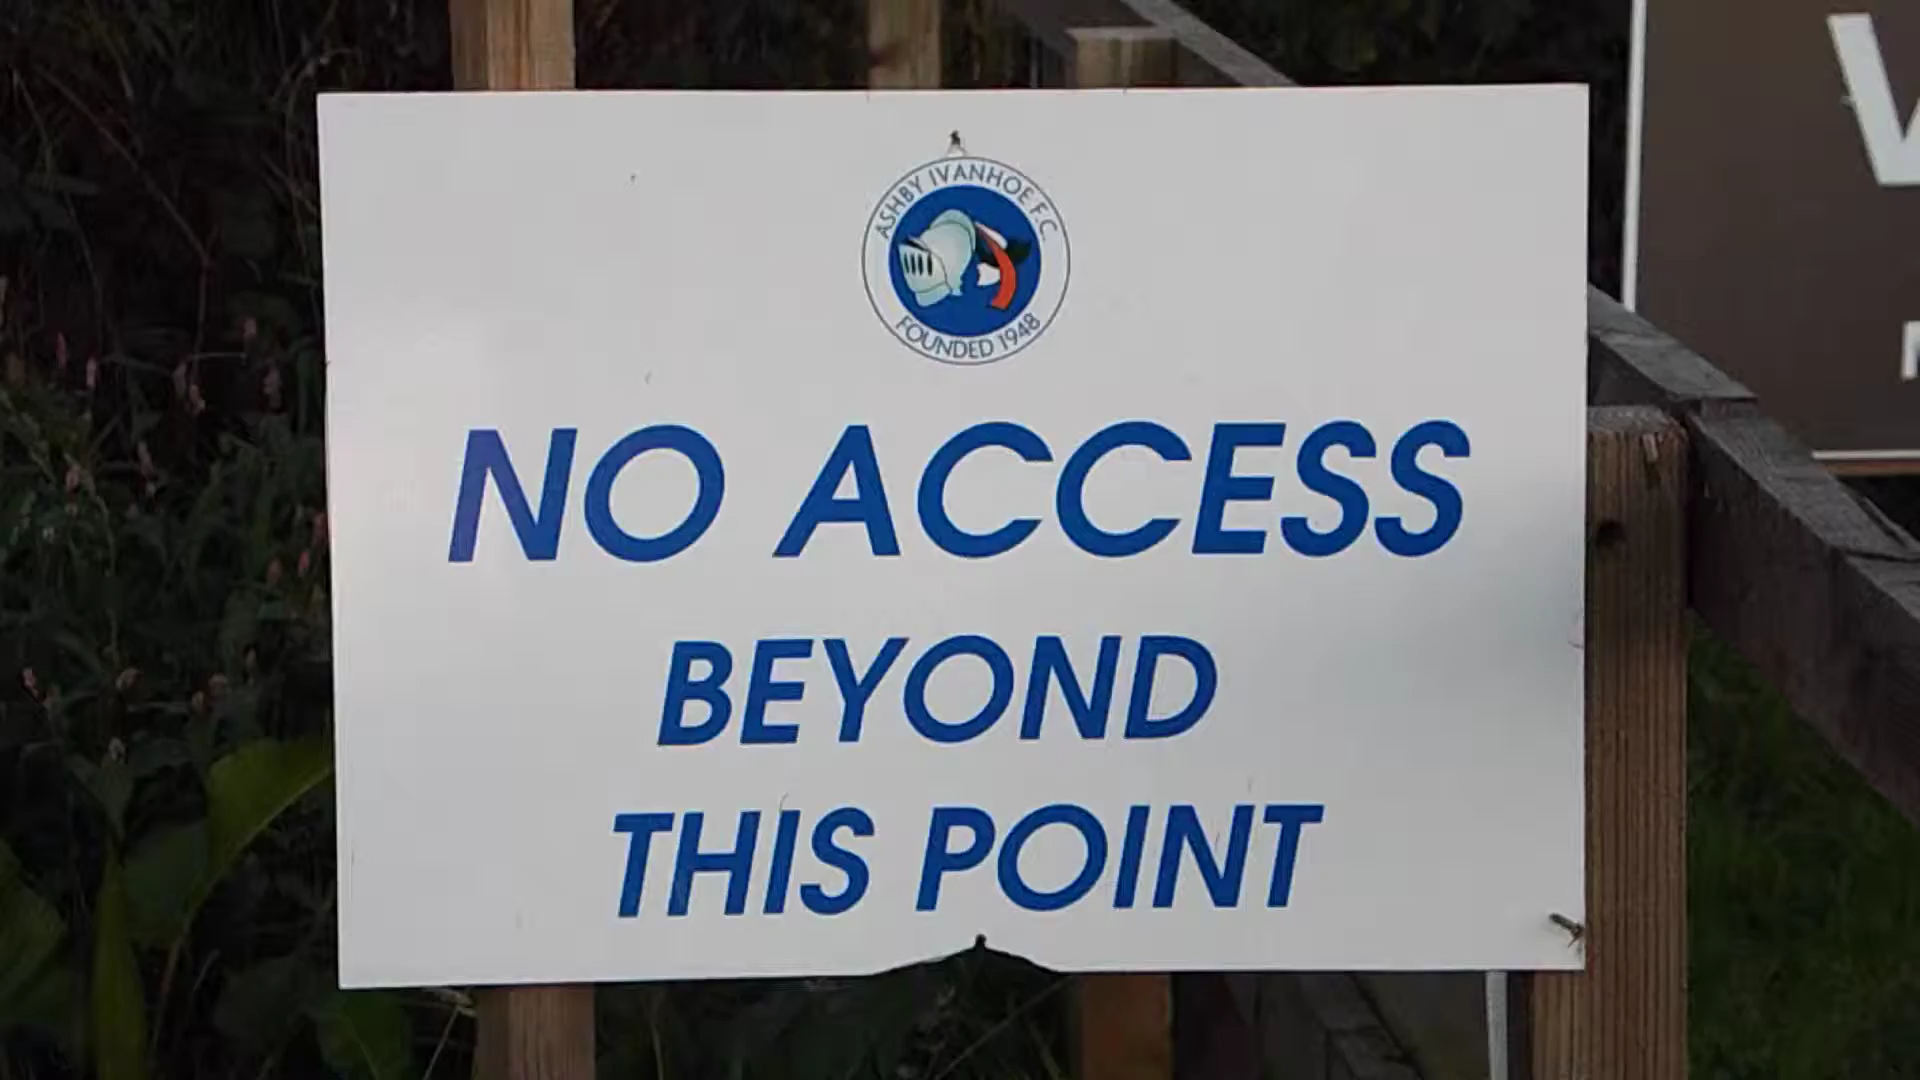 ASHBY IVANHOE F.C.
FOUNDED 1948
NO ACCESS
BEYOND
THIS POINT